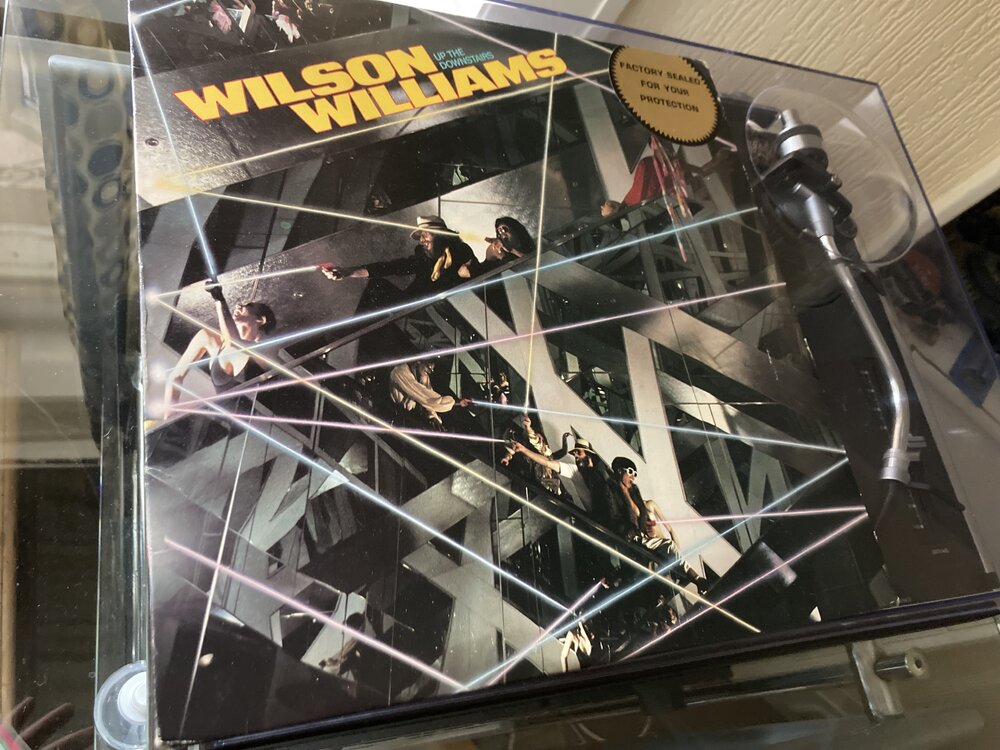 WILSON
WILLIAMS
UP THE
DOWNSTAIRS
FACTORY SEALED
FOR YOUR
PROTECTION